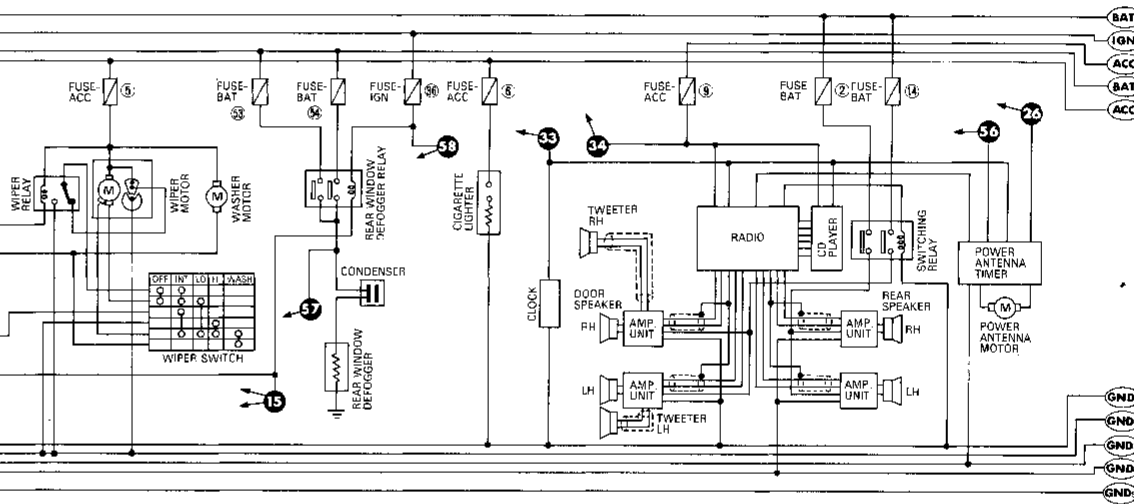 BAT
IGN
ACC
BAT
ACC
FUSE-
ACC
5
FUSE-
BAT
53
FUSE-
BAT
54
FUSE-
IGN
56
FUSE-
ACC
6
FUSE-
ACC
9
FUSE
BAT
2
FUSE-
BAT
14
58
33
34
56
26
WIPER
RELAY
M
WIPER
MOTOR
M
WASHER
MOTOR
REAR WINDOW
DEFOGGER RELAY
CIGARETTE
LIGHTER
TWEETER
RH
RADIO
CD
PLAYER
SWITCHING
RELAY
POWER
ANTENNA
TIMER
M
POWER
ANTENNA
MOTOR
CONDENSER
57
OFF INT LO HI WASH
WIPER SWITCH
REAR WINDOW
DEFOGGER
15
CLOCK
DOOR
SPEAKER
RH
AMP.
UNIT
LH
AMP.
UNIT
TWEETER
LH
REAR
SPEAKER
AMP.
UNIT
RH
AMP.
UNIT
LH
GND
GND
GND
GND
GND